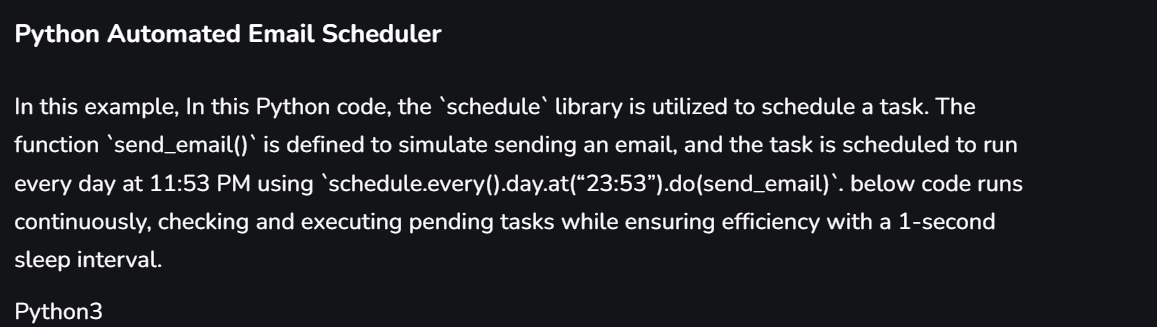 Python Automated Email Scheduler
In this example, In this Python code, the `schedule` library is utilized to schedule a task. The
function `send_email()` is defined to simulate sending an email, and the task is scheduled to run
every day at 11:53 PM using `schedule.every().day.at(“23:53”).do(send_email)`. below code runs
continuously, checking and executing pending tasks while ensuring efficiency with a 1-second
sleep interval.
Python3